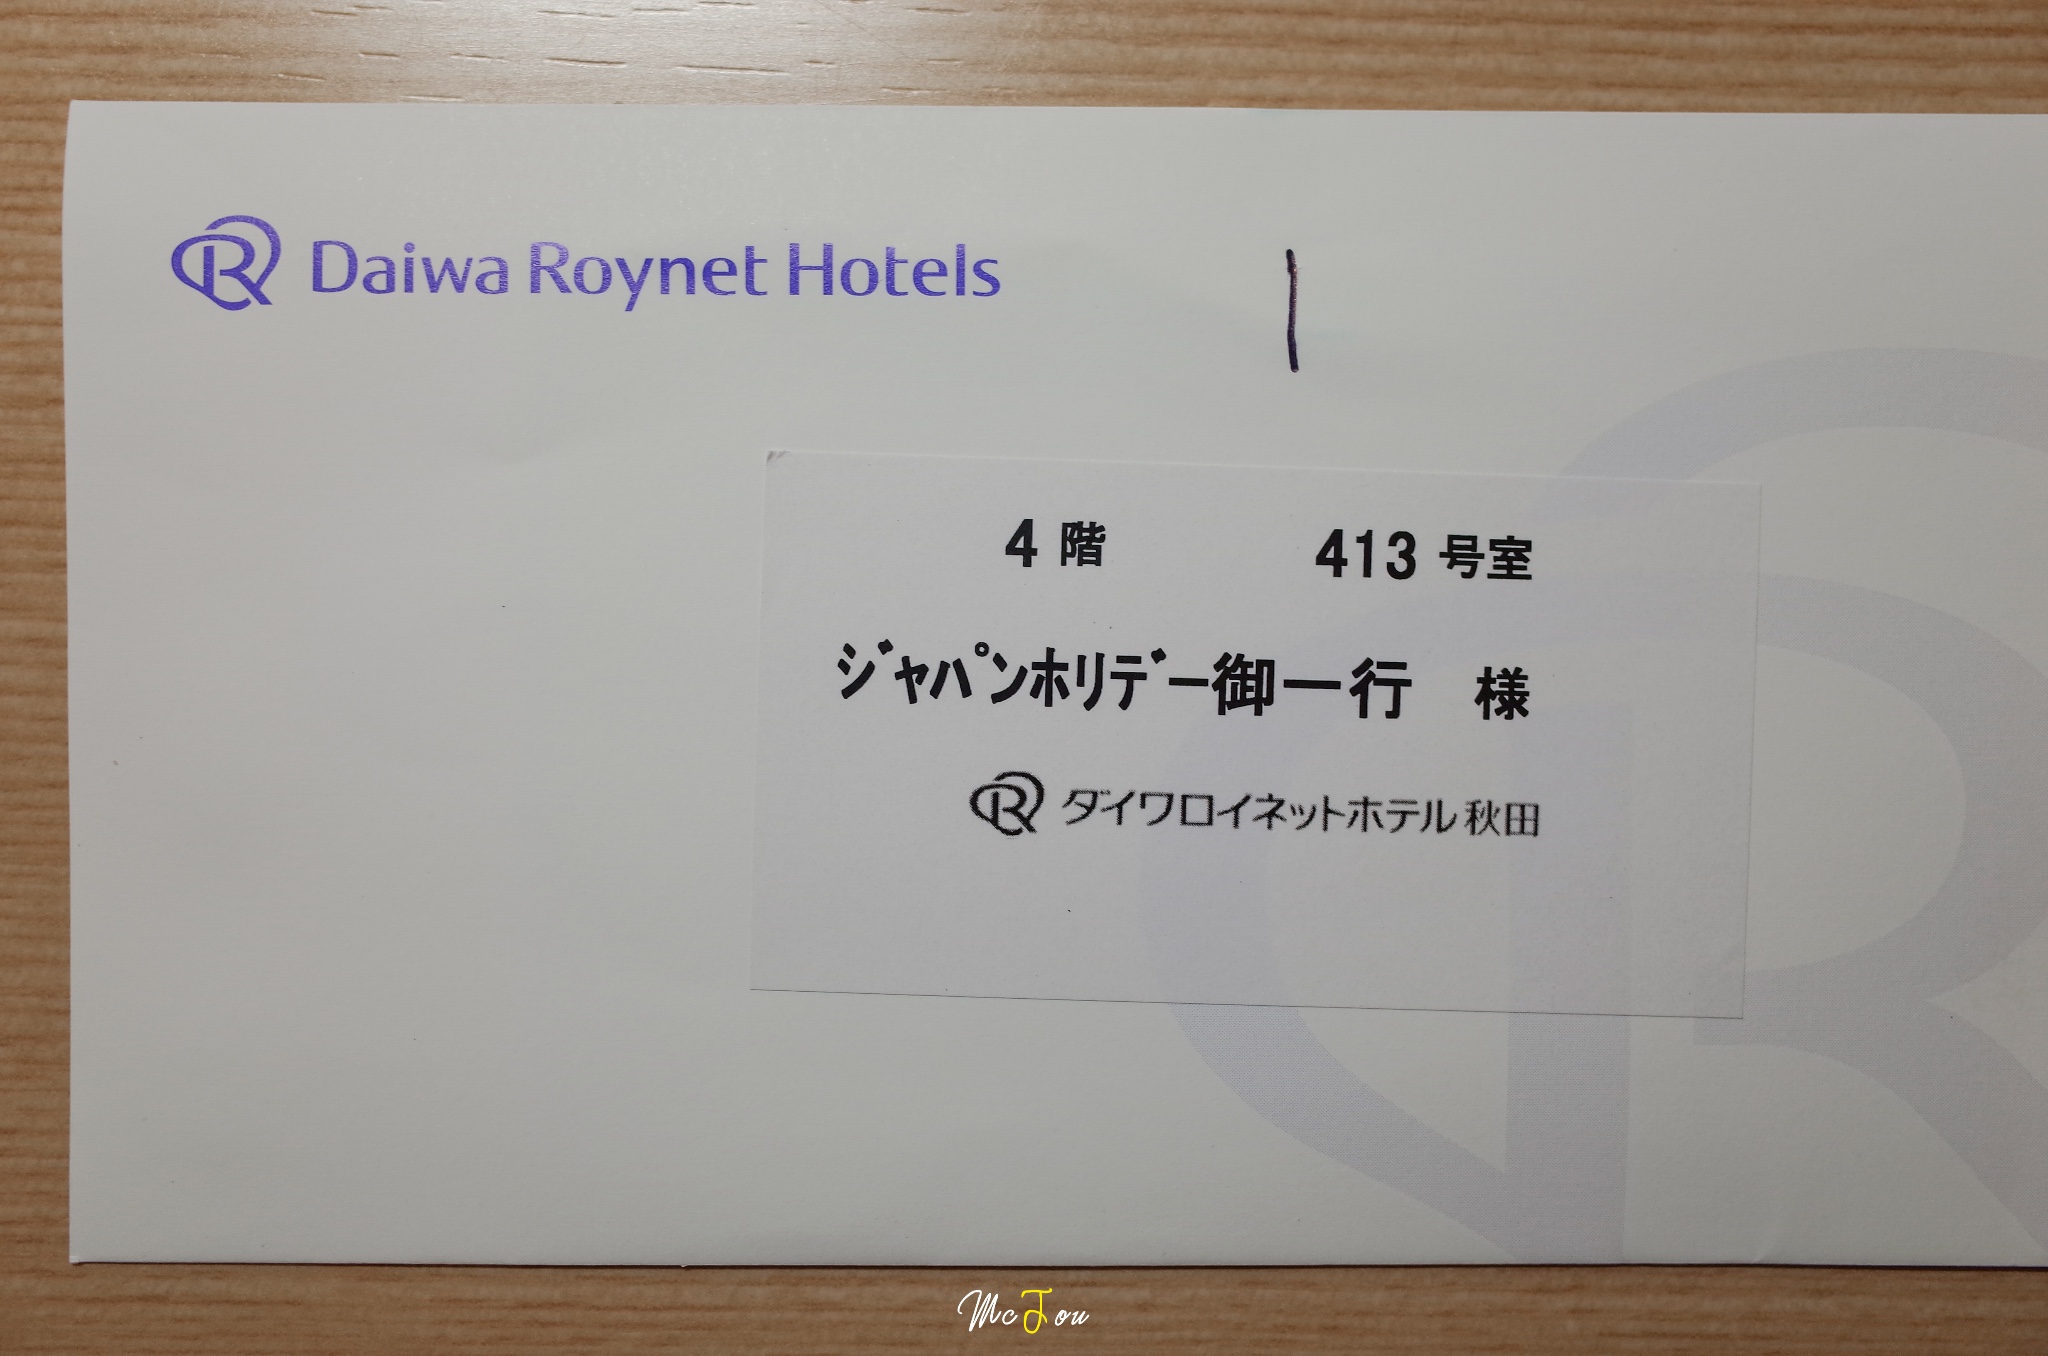 Daiwa Roynet Hotels
1
4 階 413 号室
ジャパンホリデー御一行 様
ダイワロイネットホテル 秋田
McJou